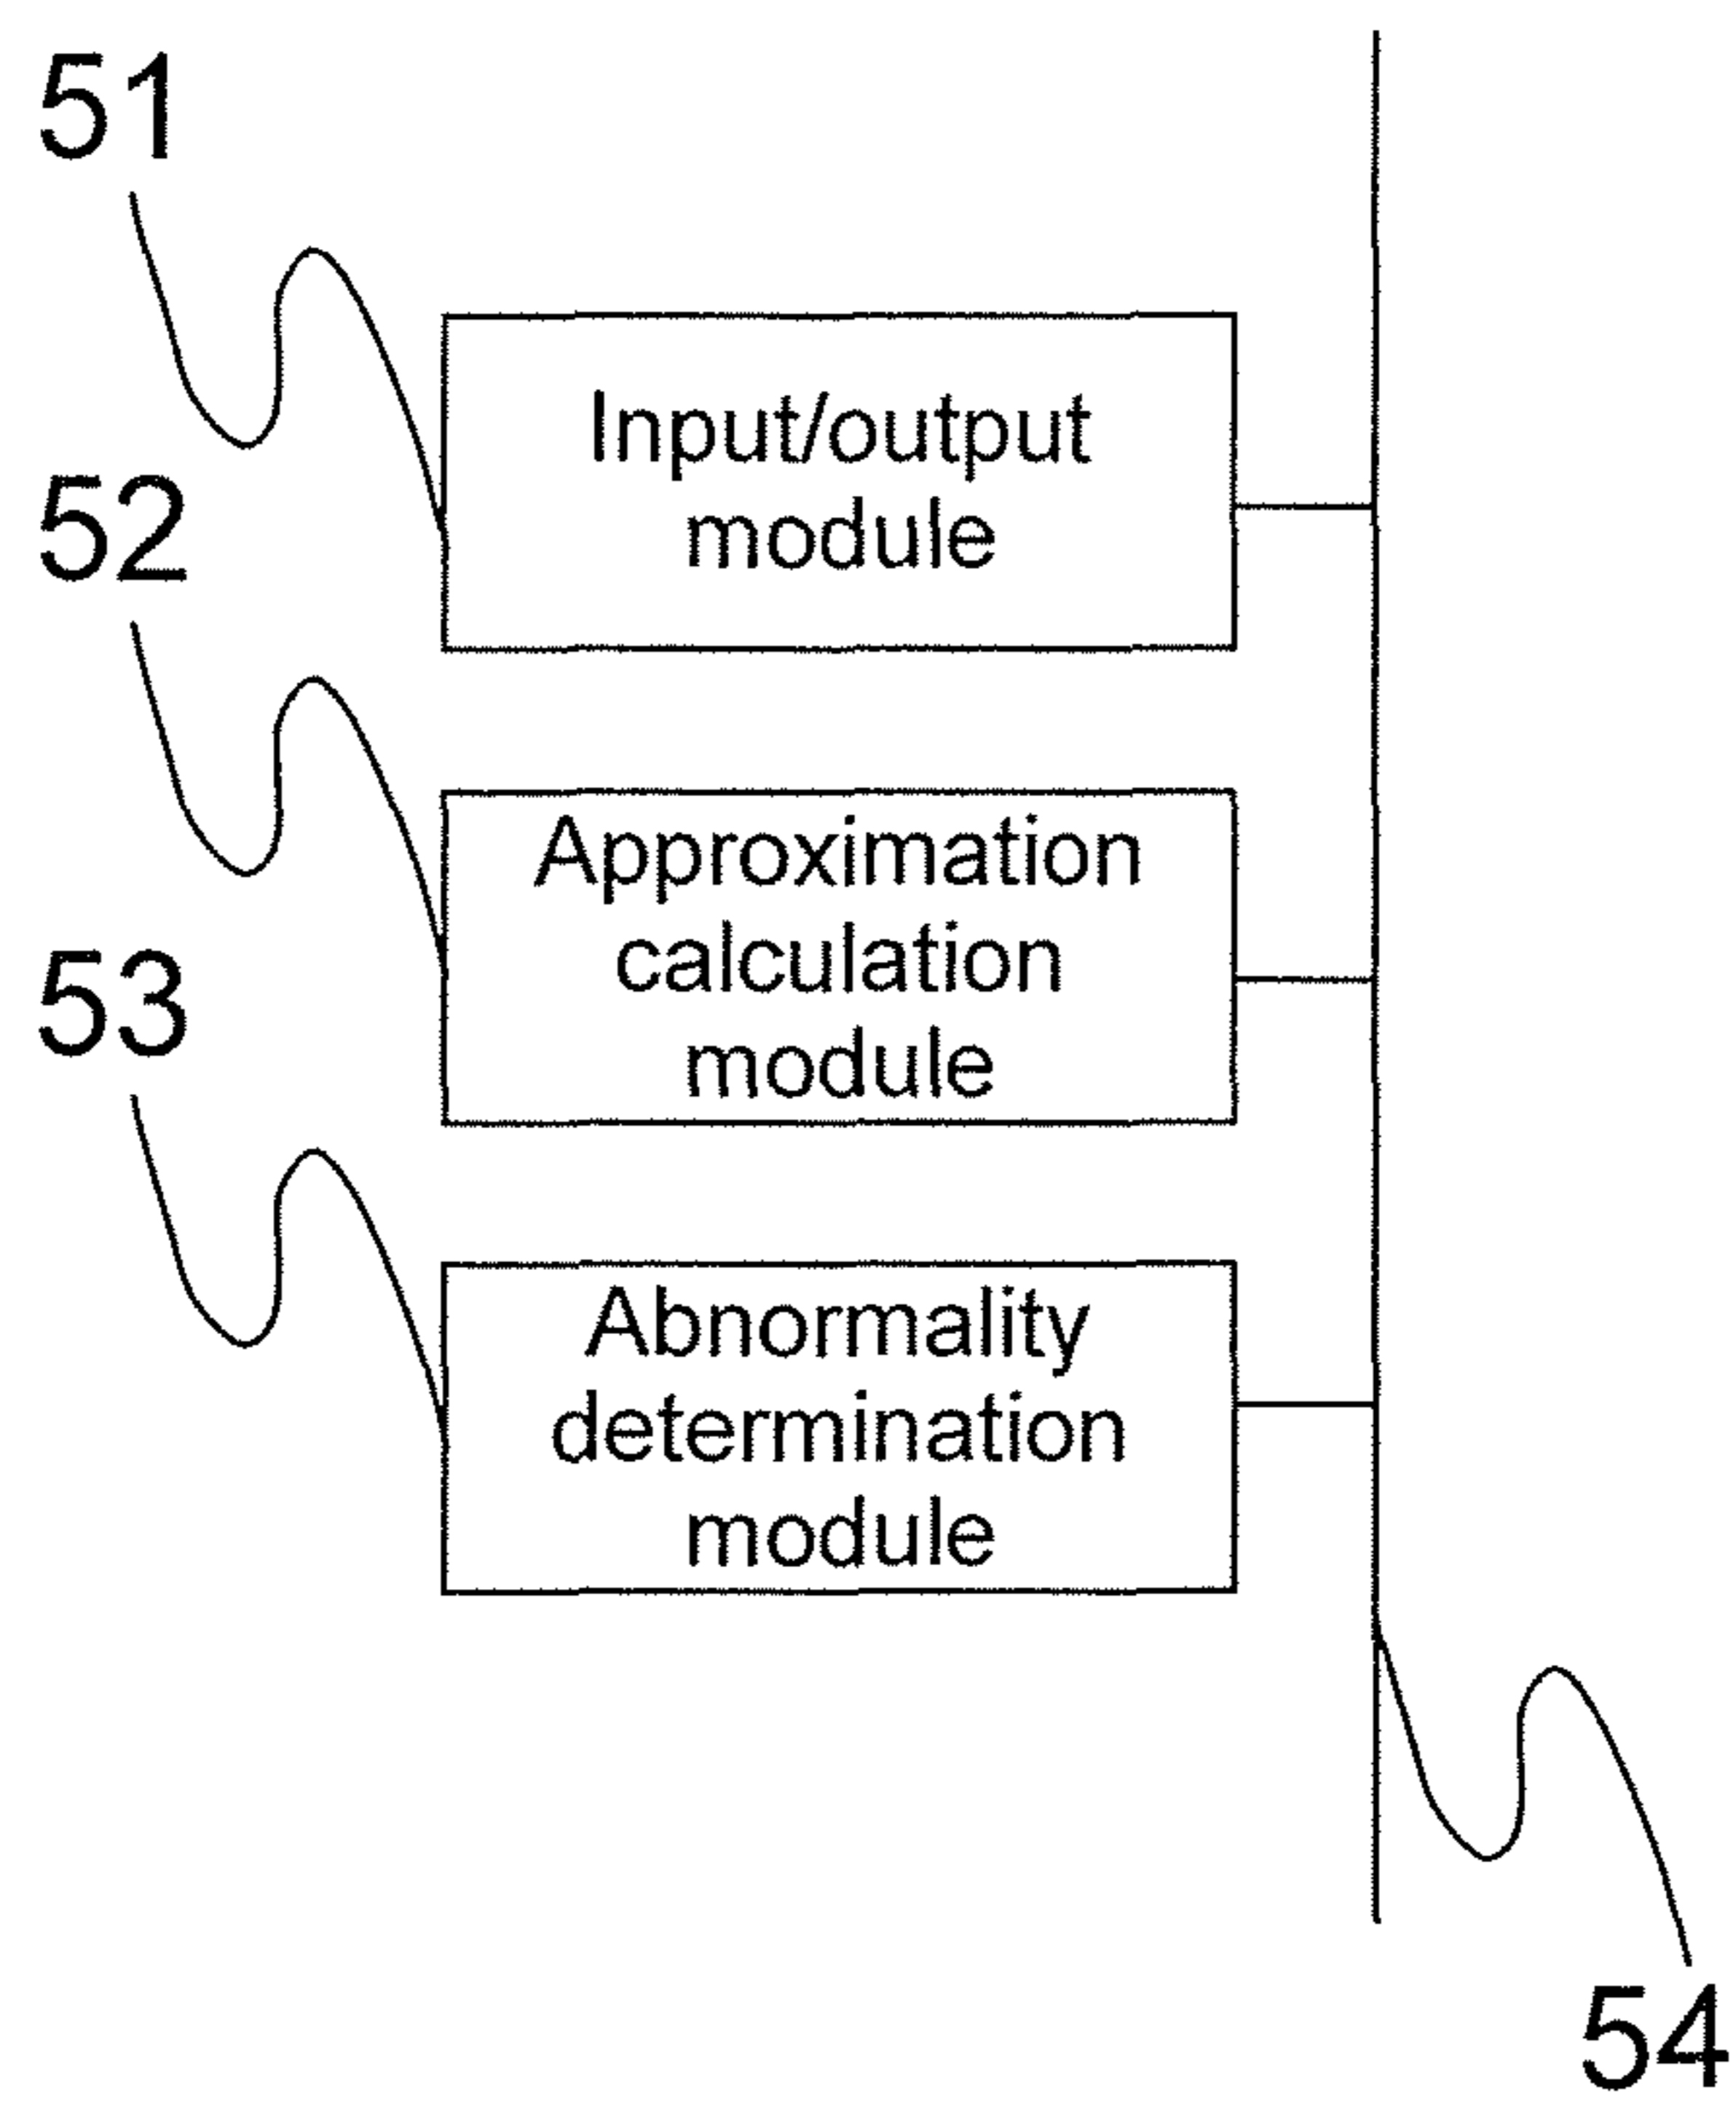 51
Input/output
module
52
Approximation
calculation
module
53
Abnormality
determination
module
54